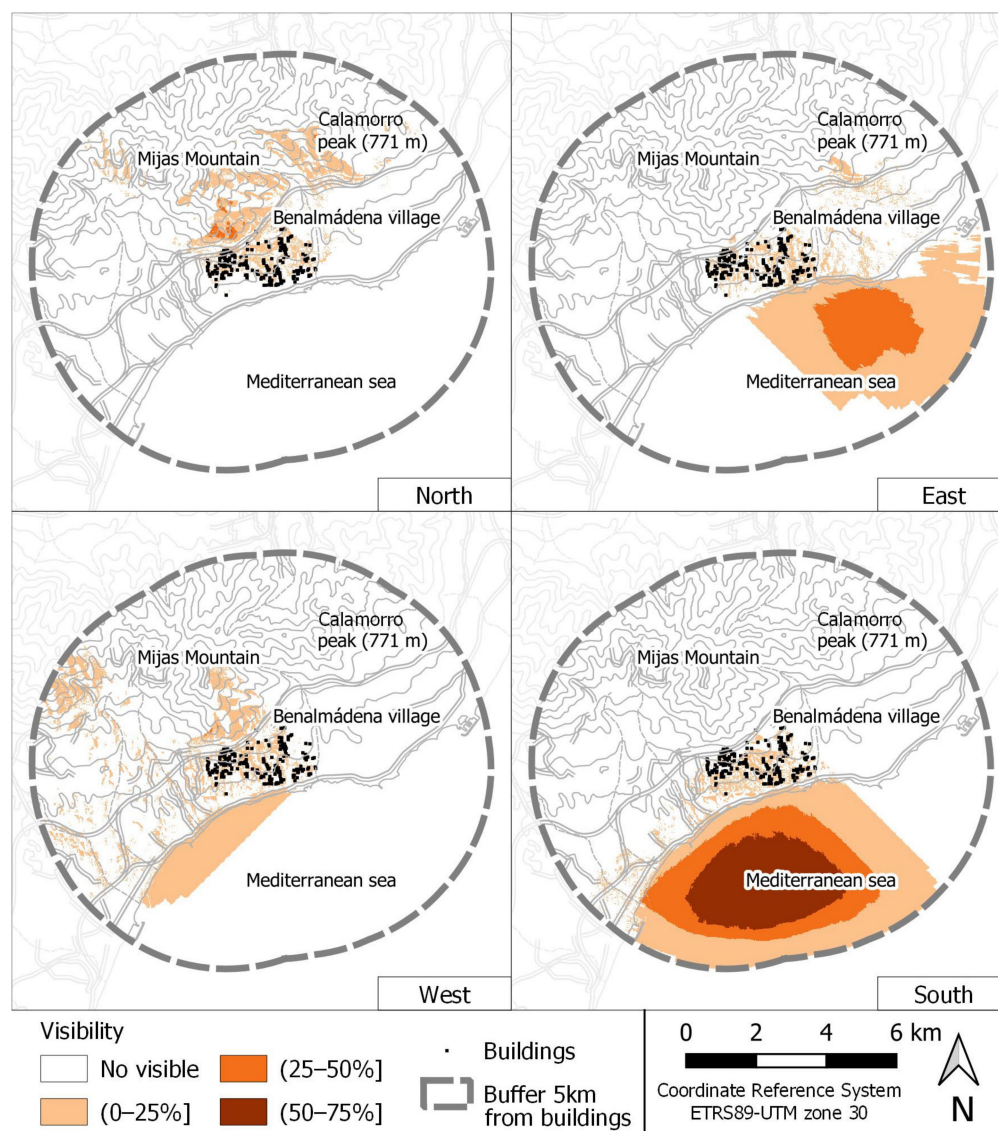 Calamorro
peak (771 m)
Mijas Mountain
Benalmádena village
Mediterranean sea
North
Calamorro
peak (771 m)
Mijas Mountain
Benalmádena village
Mediterranean sea
East
Calamorro
peak (771 m)
Mijas Mountain
Benalmádena village
Mediterranean sea
West
Calamorro
peak (771 m)
Mijas Mountain
Benalmádena village
Mediterranean sea
South
Visibility
No visible
(0–25%]
(25–50%]
(50–75%]
Buildings
Buffer 5km
from buildings
0 2 4 6 km
Coordinate Reference System
ETRS89-UTM zone 30
N